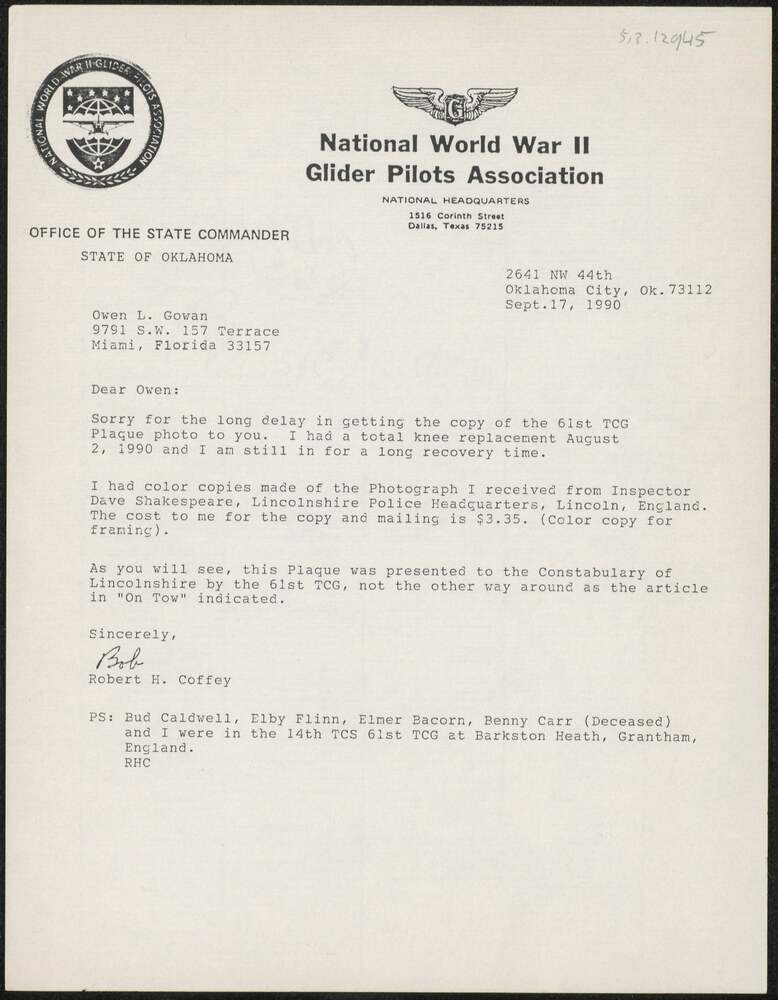 5,3.12945
NATIONAL WORLD WAR II GLIDER PILOTS ASSOCIATION
G
National World War II
Glider Pilots Association
NATIONAL HEADQUARTERS
1516 Corinth Street
Dallas, Texas 75215
OFFICE OF THE STATE COMMANDER
STATE OF OKLAHOMA
2641 NW 44th
Oklahoma City, Ok.73112
Sept.17, 1990
Owen L. Gowan
9791 S.W. 157 Terrace
Miami, Florida 33157
Dear Owen:
Sorry for the long delay in getting the copy of the 61st TCG
Plaque photo to you. I had a total knee replacement August
2, 1990 and I am still in for a long recovery time.
I had color copies made of the Photograph I received from Inspector
Dave Shakespeare, Lincolnshire Police Headquarters, Lincoln, England.
The cost to me for the copy and mailing is $3.35. (Color copy for
framing).
As you will see, this Plaque was presented to the Constabulary of
Lincolnshire by the 61st TCG, not the other way around as the article
in "On Tow" indicated.
Sincerely,
Bob
Robert H. Coffey
PS: Bud Caldwell, Elby Flinn, Elmer Bacorn, Benny Carr (Deceased)
and I were in the 14th TCS 61st TCG at Barkston Heath, Grantham,
England.
RHC